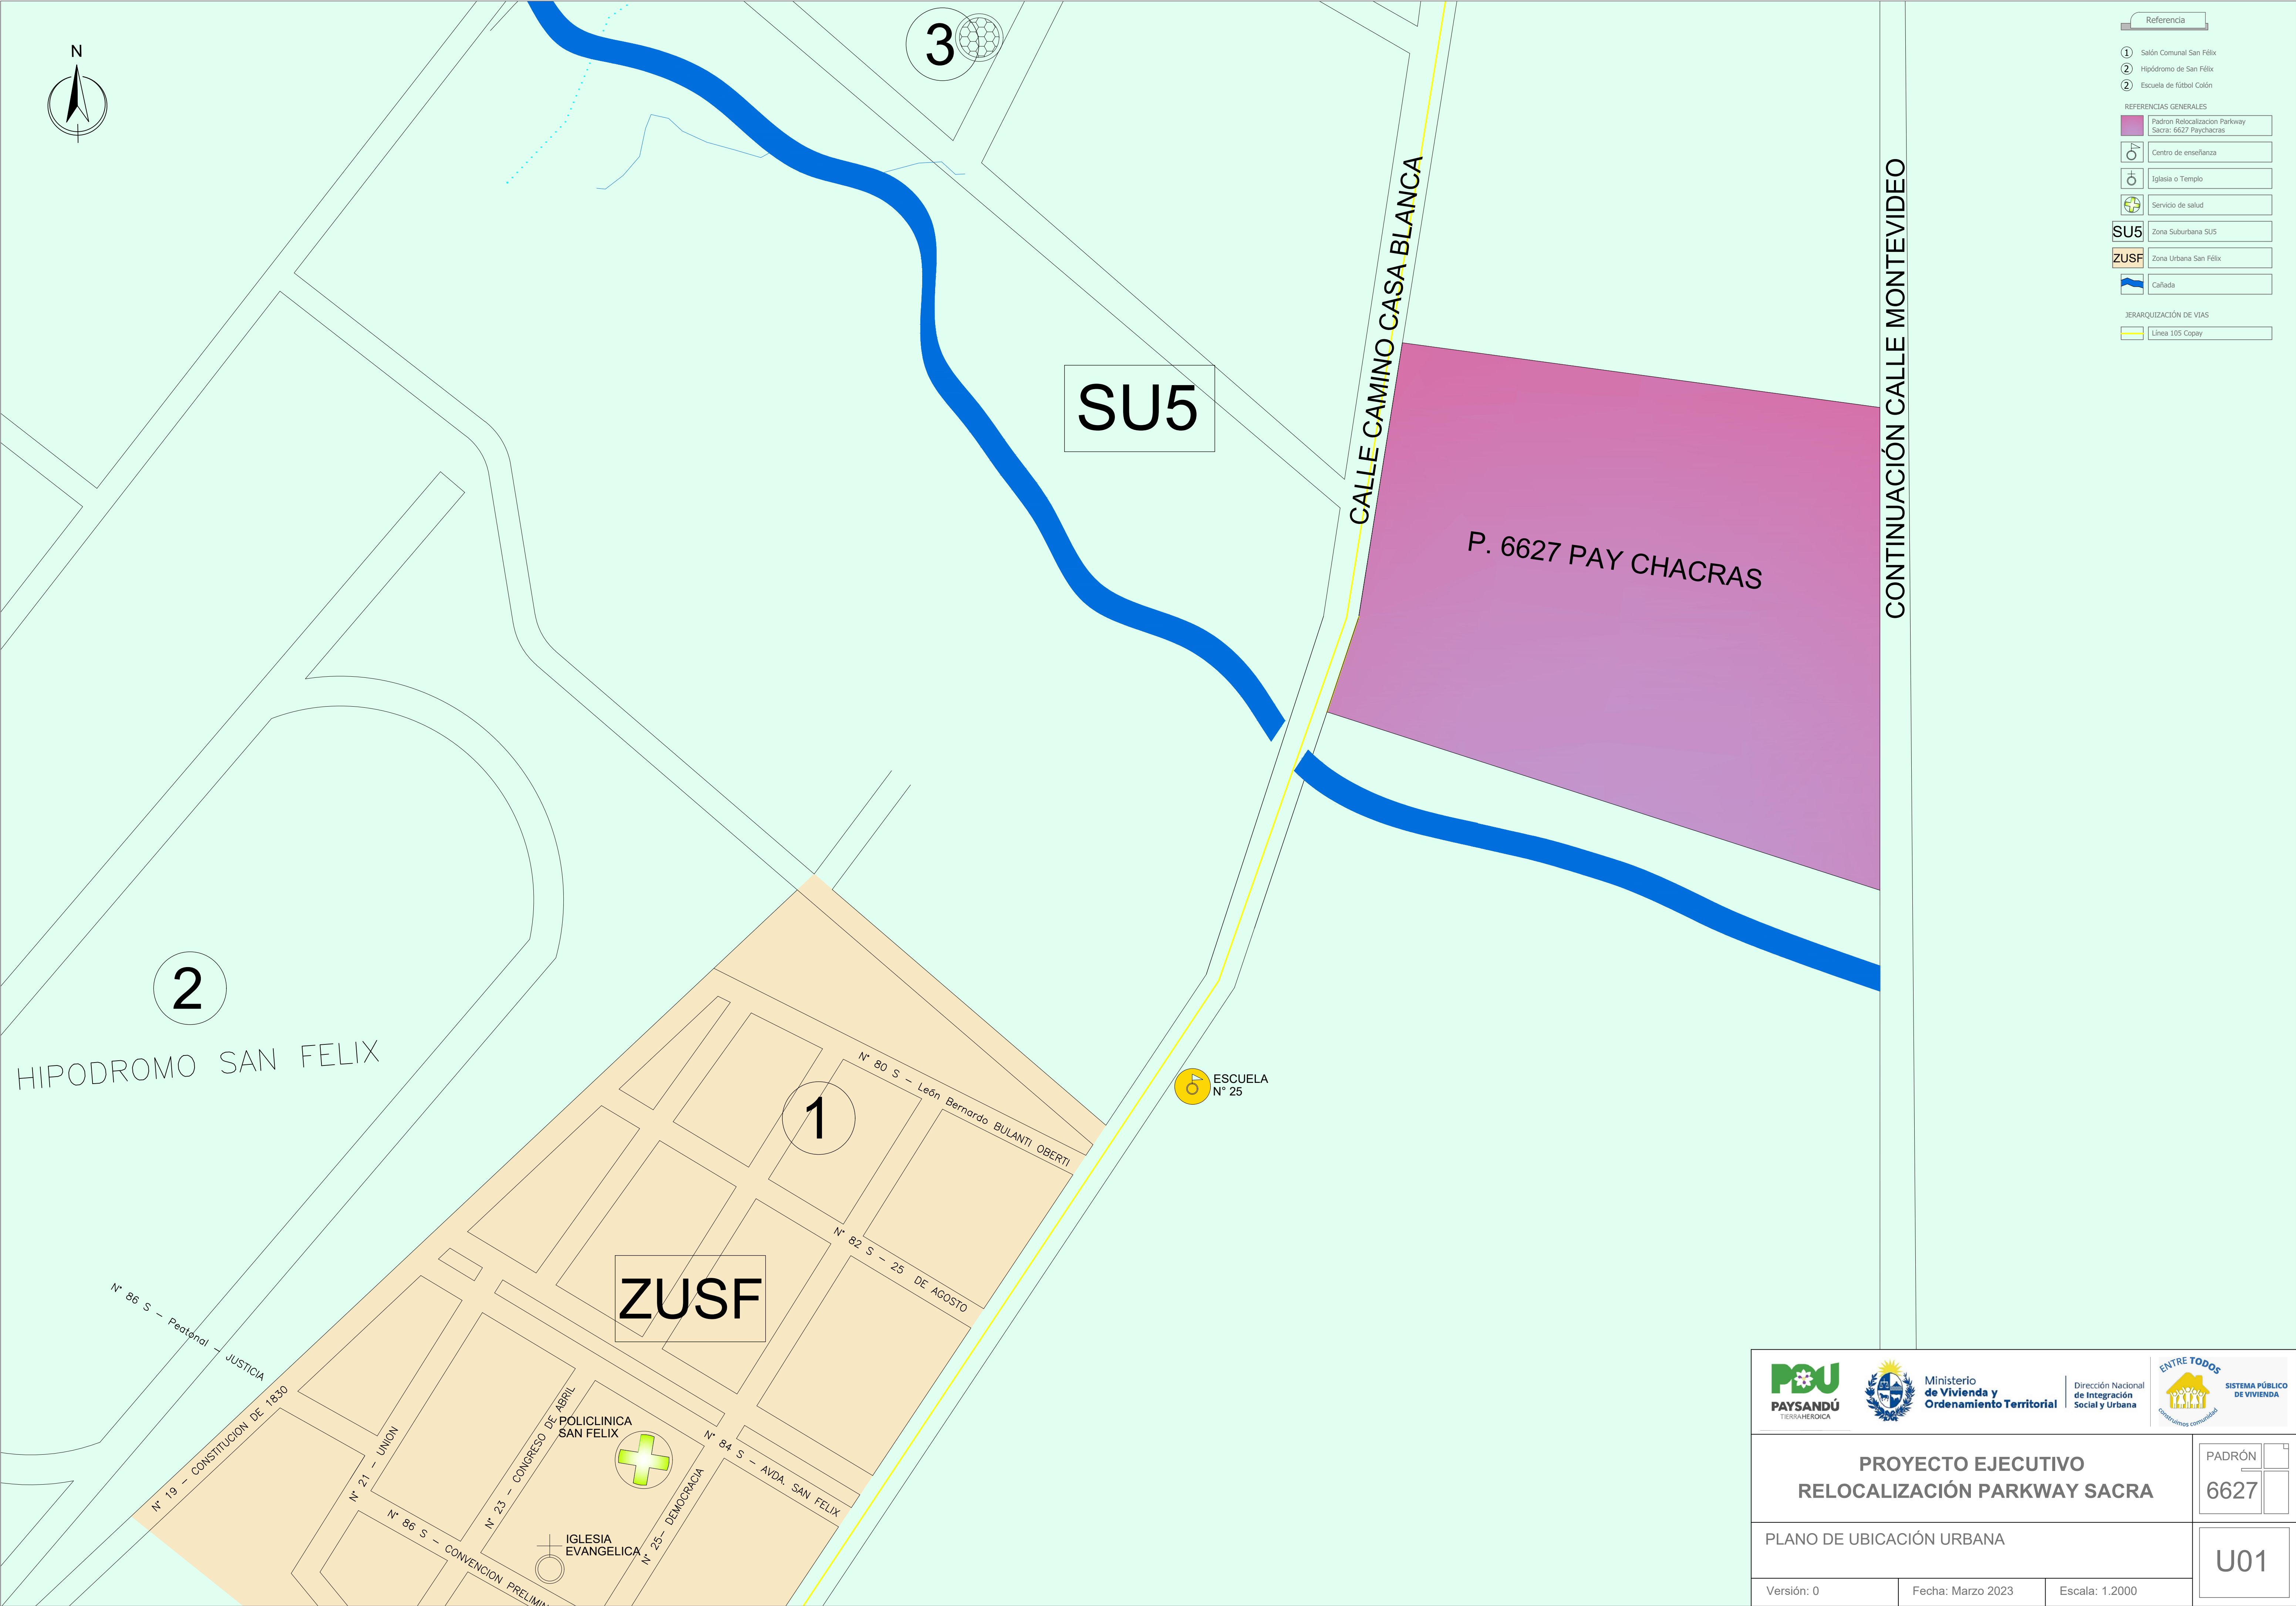 N
3
Referencia
1 Salón Comunal San Félix
2 Hipódromo de San Félix
2 Escuela de fútbol Colón
REFERENCIAS GENERALES
Padron Relocalizacion Parkway
Sacra: 6627 Paychacras
Centro de enseñanza
Iglasia o Templo
Servicio de salud
SU5 Zona Suburbana SU5
ZUSF Zona Urbana San Félix
Cañada
JERARQUIZACIÓN DE VIAS
Línea 105 Copay
CALLE CAMINO CASA BLANCA
CONTINUACIÓN CALLE MONTEVIDEO
SU5
P. 6627 PAY CHACRAS
2
HIPODROMO SAN FELIX
1
N° 80 S - León Bernardo BULANTI OBERTI
ESCUELA
N° 25
N° 82 S - 25 DE AGOSTO
ZUSF
N° 86 S - Peatonal - JUSTICIA
N° 19 - CONSTITUCION DE 1830
N° 21 - UNION
N° 23 - CONGRESO DE ABRIL
POLICLINICA
SAN FELIX
N° 84 S - AVDA. SAN FELIX
N° 25- DEMOCRACIA
N° 86 S - CONVENCION PRELIMIN
IGLESIA
EVANGELICA
PDU
PAYSANDÚ
TIERRAHEROICA
Ministerio
de Vivienda y
Ordenamiento Territorial
Dirección Nacional
de Integración
Social y Urbana
ENTRE TODOS
construimos comunidad
SISTEMA PÚBLICO
DE VIVIENDA
PROYECTO EJECUTIVO
RELOCALIZACIÓN PARKWAY SACRA
PADRÓN
6627
PLANO DE UBICACIÓN URBANA
U01
Versión: 0
Fecha: Marzo 2023
Escala: 1.2000